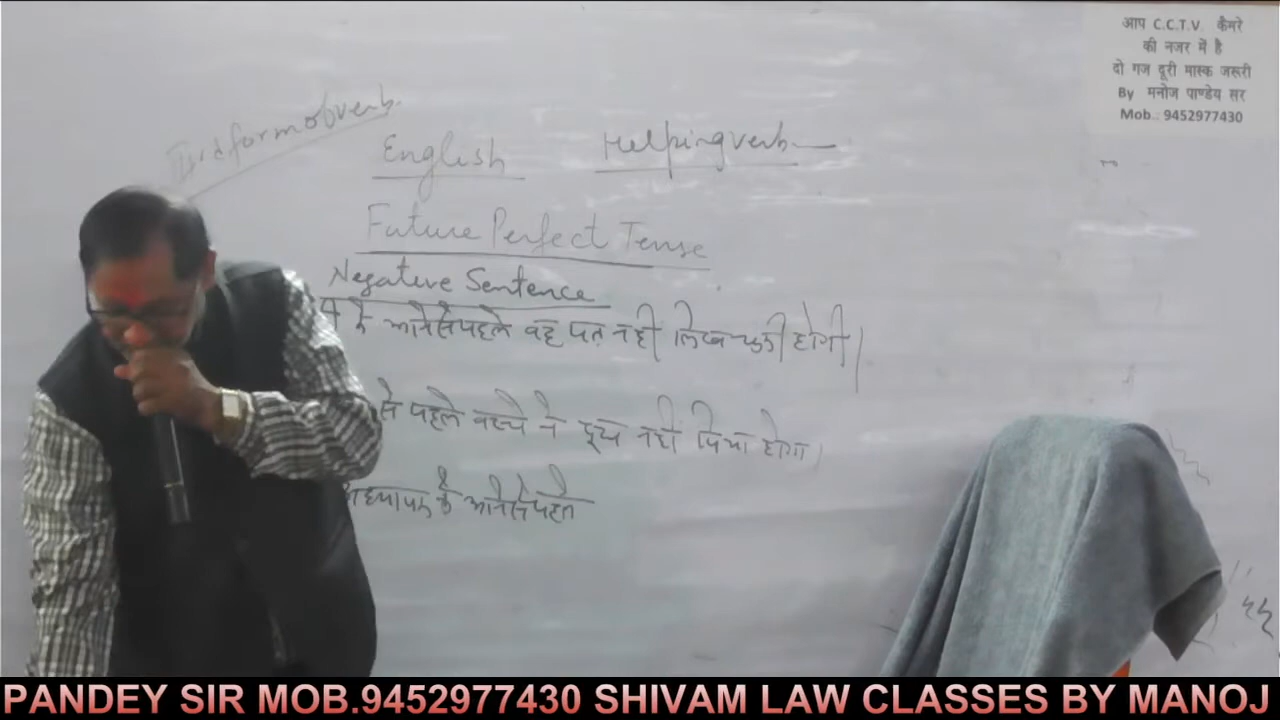 आप C.C.T.V. कैमरे
की नजर में है
दो गज दूरी मास्क जरूरी
By मनोज पाण्डेय सर
Mob.: 9452977430
IIIrd form of verb
English Helping verb
Future Perfect Tense
Negative Sentence
के आने से पहले वह पत्र नही लिख चुकी होगी।
से पहले बच्चे ने दूध नही पिया होगा।
के आने से पहले
PANDEY SIR MOB.9452977430 SHIVAM LAW CLASSES BY MANOJ